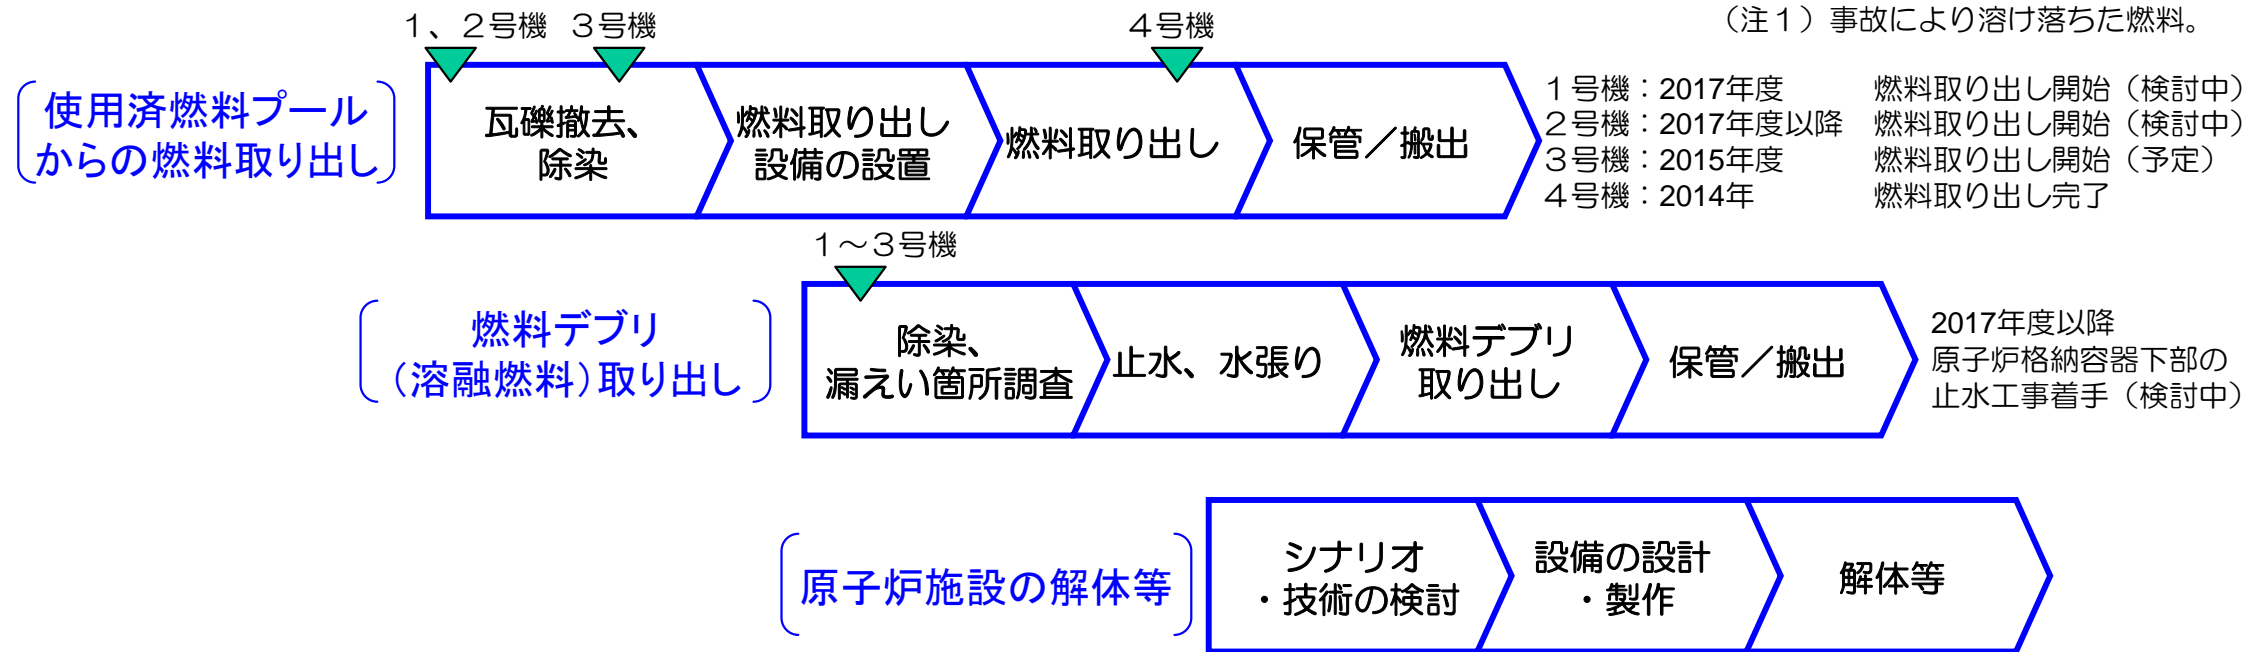 （注１）事故により溶け落ちた燃料。
１、２号機
３号機
４号機
使用済燃料プール
からの燃料取り出し
瓦礫撤去、
除染
燃料取り出し
設備の設置
燃料取り出し
保管／搬出
１号機：2017年度　燃料取り出し開始（検討中）
２号機：2017年度以降　燃料取り出し開始（検討中）
３号機：2015年度　燃料取り出し開始（予定）
４号機：2014年　燃料取り出し完了
１～３号機
燃料デブリ
（溶融燃料）取り出し
除染、
漏えい箇所調査
止水、水張り
燃料デブリ
取り出し
保管／搬出
2017年度以降
原子炉格納容器下部の
止水工事着手（検討中）
原子炉施設の解体等
シナリオ
・技術の検討
設備の設計
・製作
解体等